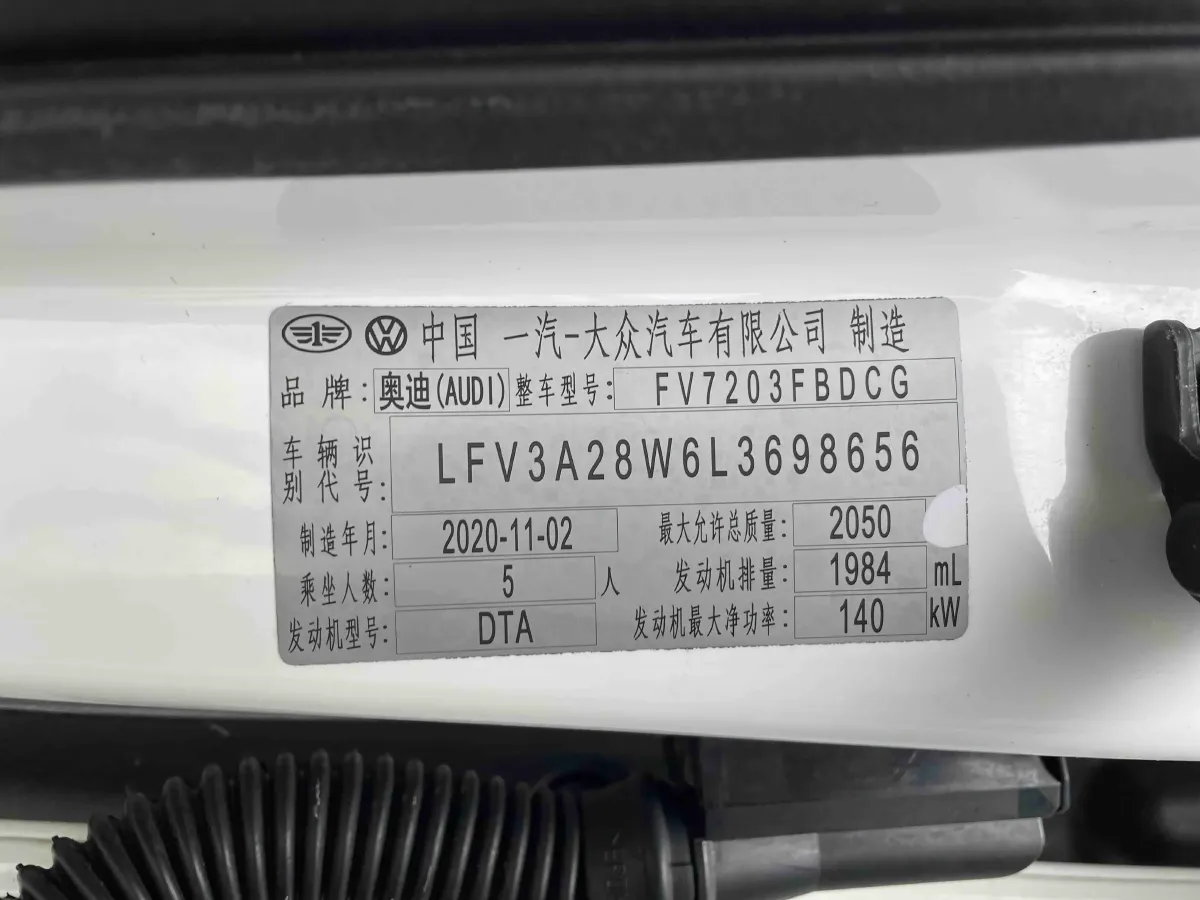 中国 一汽-大众汽车有限公司 制造
品牌: 奥迪(AUDI) 整车型号: FV7203FBDCG
车辆识别代号: LFV3A28W6L3698656
制造年月: 2020-11-02 最大允许总质量: 2050
乘坐人数: 5 人 发动机排量: 1984 mL
发动机型号: DTA 发动机最大净功率: 140 kW